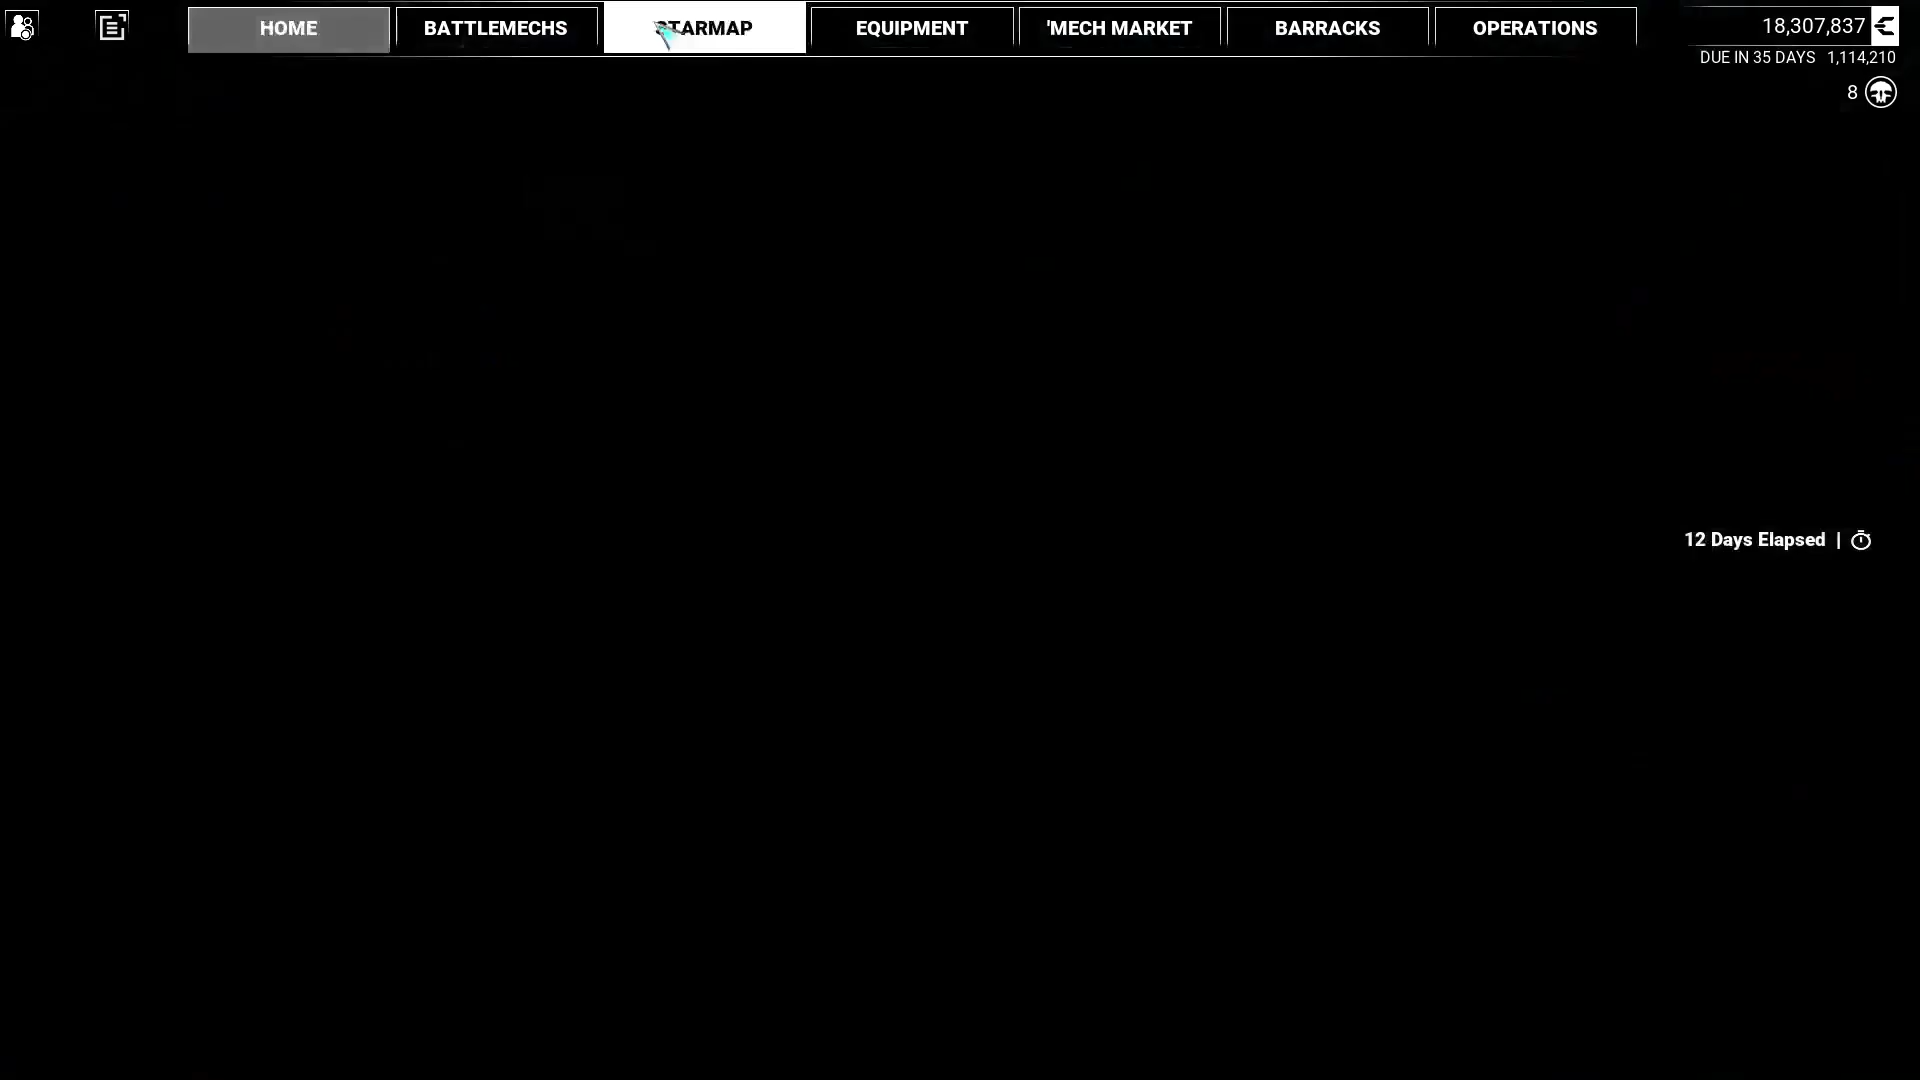 HOME
BATTLEMECHS
STARMAP
EQUIPMENT
'MECH MARKET
BARRACKS
OPERATIONS
18,307,837
DUE IN 35 DAYS 1,114,210
8
12 Days Elapsed |